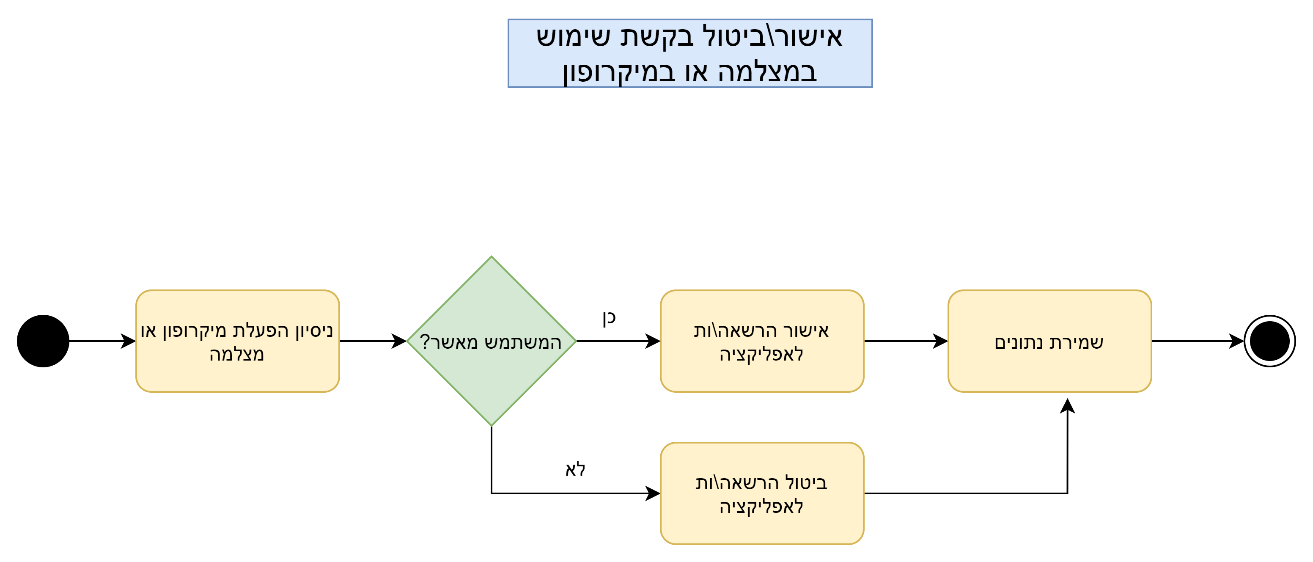 אישור\ביטול בקשת שימוש
במצלמה או במיקרופון
ניסיון הפעלת מיקרופון או
מצלמה
המשתמש מאשר?
כן
אישור הרשאה\ות
לאפליקציה
שמירת נתונים
לא
ביטול הרשאה\ות
לאפליקציה